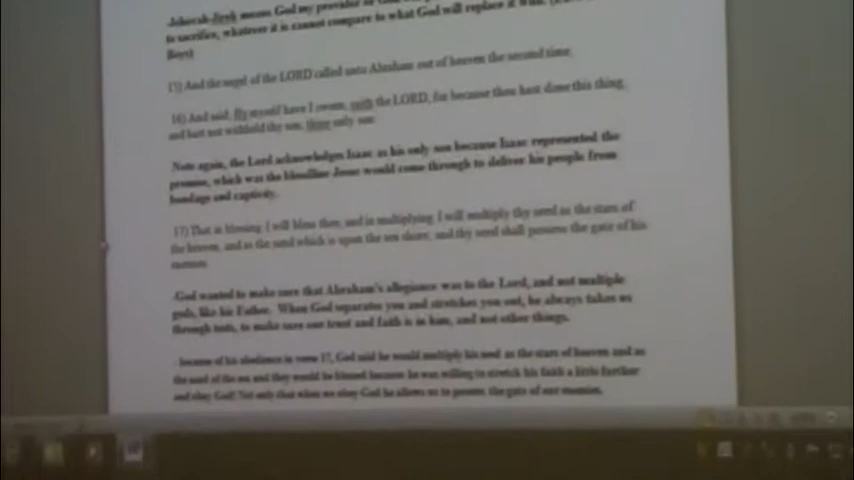 -Jehovah-Jireh means God my provider
to sacrifice, whatever it is cannot compare to what God will replace it with.
Boys)
15) And the angel of the LORD called unto Abraham out of heaven the second time,
16) And said, By myself have I sworn, saith the LORD, for because thou hast done this thing,
and hast not withheld thy son, thine only son:
Note again, the Lord acknowledges Isaac as his only son because Isaac represented the
promise, which was the bloodline Jesus would come through to deliver his people from
bondage and captivity.
17) That in blessing I will bless thee, and in multiplying I will multiply thy seed as the stars of
the heaven, and as the sand which is upon the sea shore; and thy seed shall possess the gate of his
enemies
-God wanted to make sure that Abraham's allegiance was to the Lord, and not multiple
gods, like his Father. When God separates you and stretches you out, he always takes us
through tests, to make sure our trust and faith is in him, and not other things.
- because of his obedience in verse 17, God said he would multiply his seed as the stars of heaven and as
the sand of the sea and they would be blessed because he was willing to stretch his faith a little further
and obey God! Not only that when we obey God he allows us to possess the gate of our enemies.